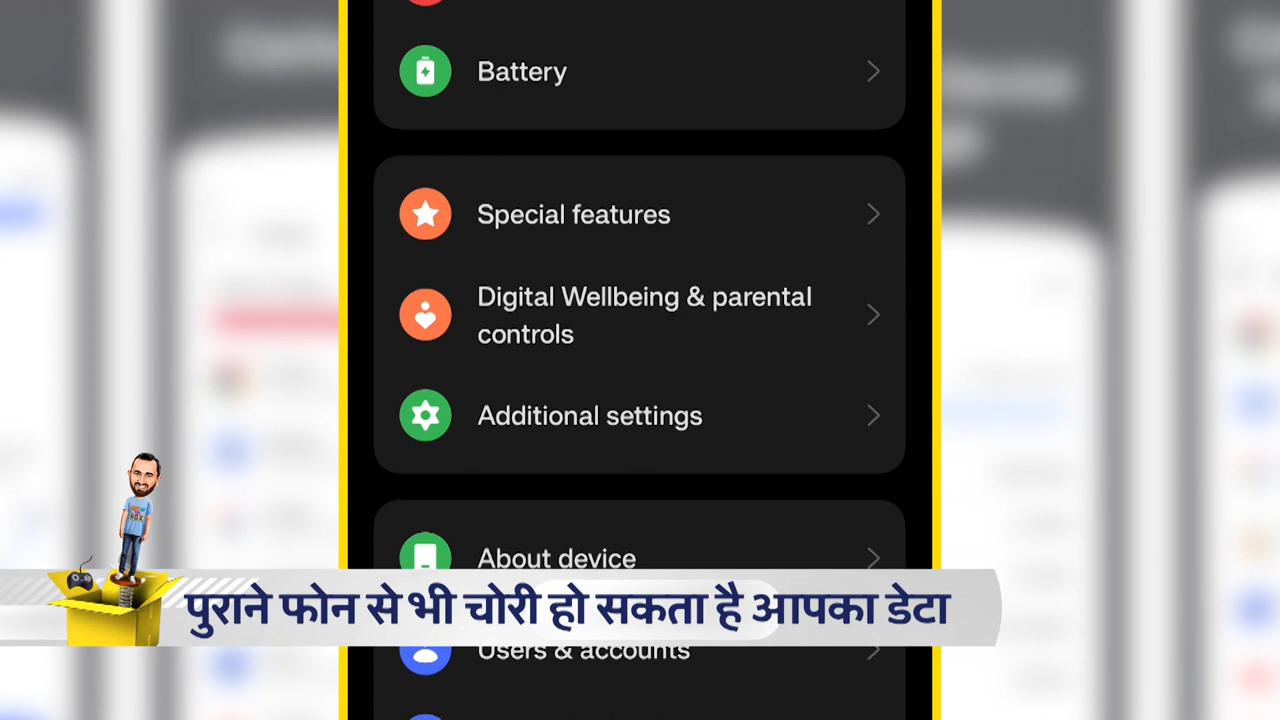 Battery
Special features
Digital Wellbeing & parental
controls
Additional settings
About device
पुराने फोन से भी चोरी हो सकता है आपका डेटा
Users & accounts